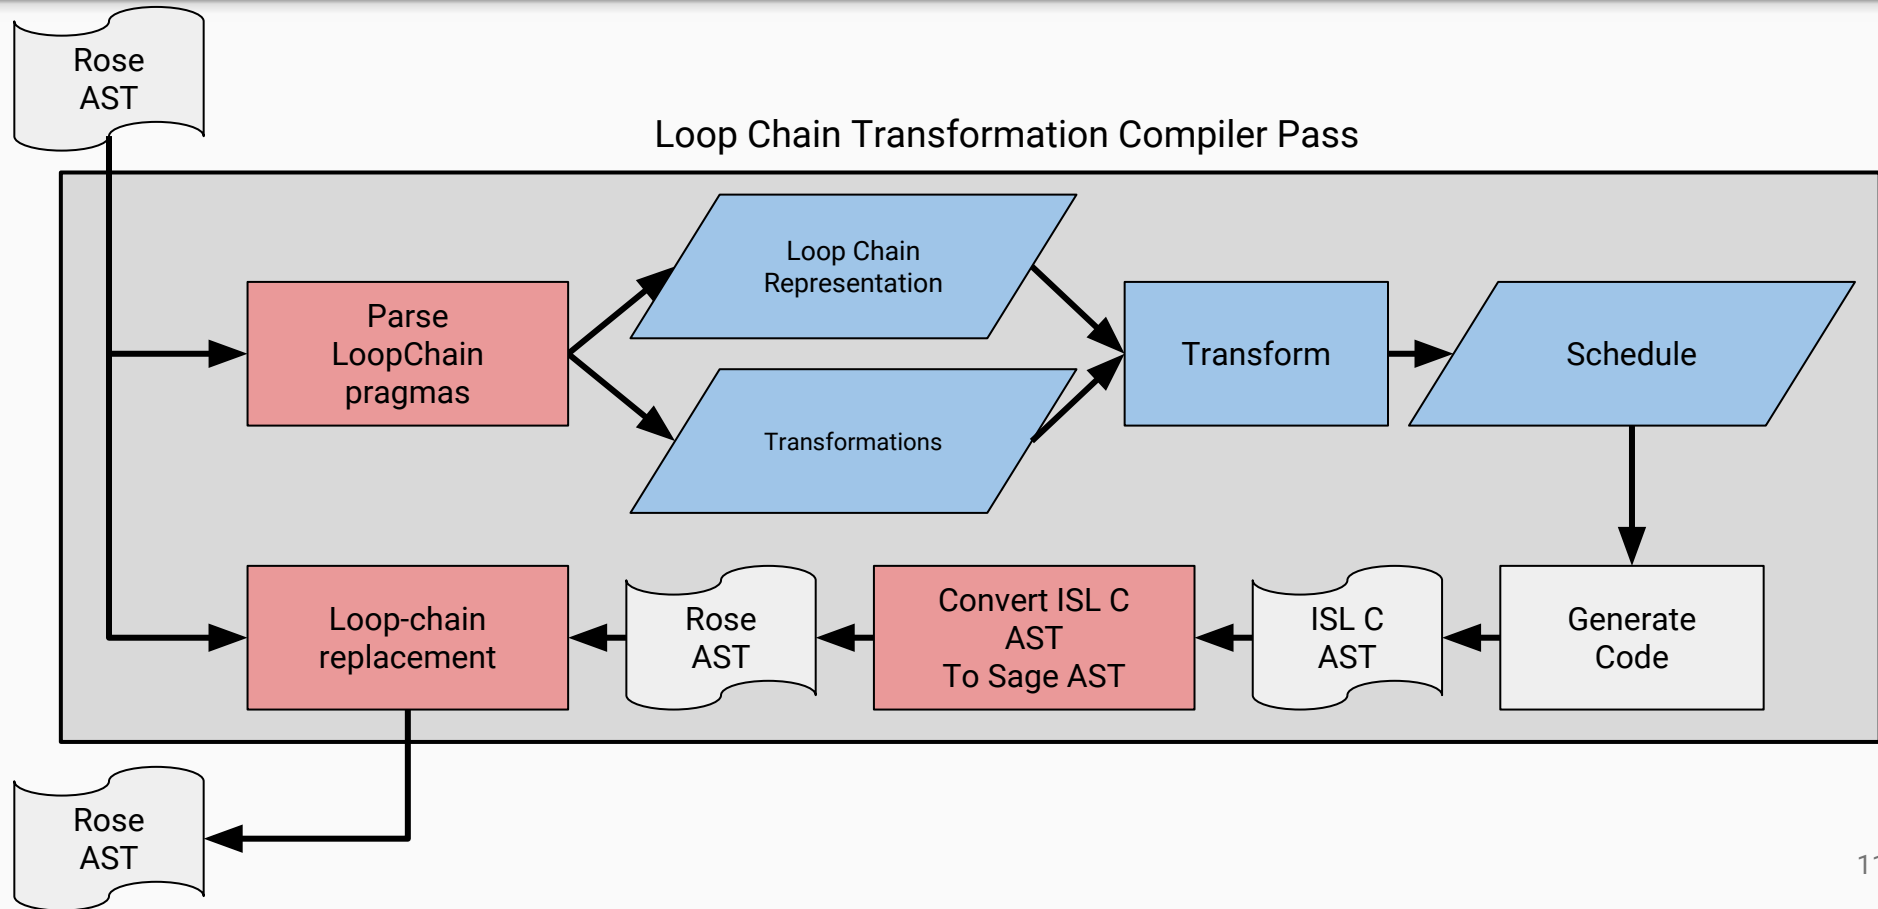 Rose
AST
Loop Chain Transformation Compiler Pass
Loop Chain
Representation
Parse
LoopChain
pragmas
Transform
Schedule
Transformations
Loop-chain
replacement
Rose
AST
Convert ISL C
AST
To Sage AST
ISL C
AST
Generate
Code
Rose
AST